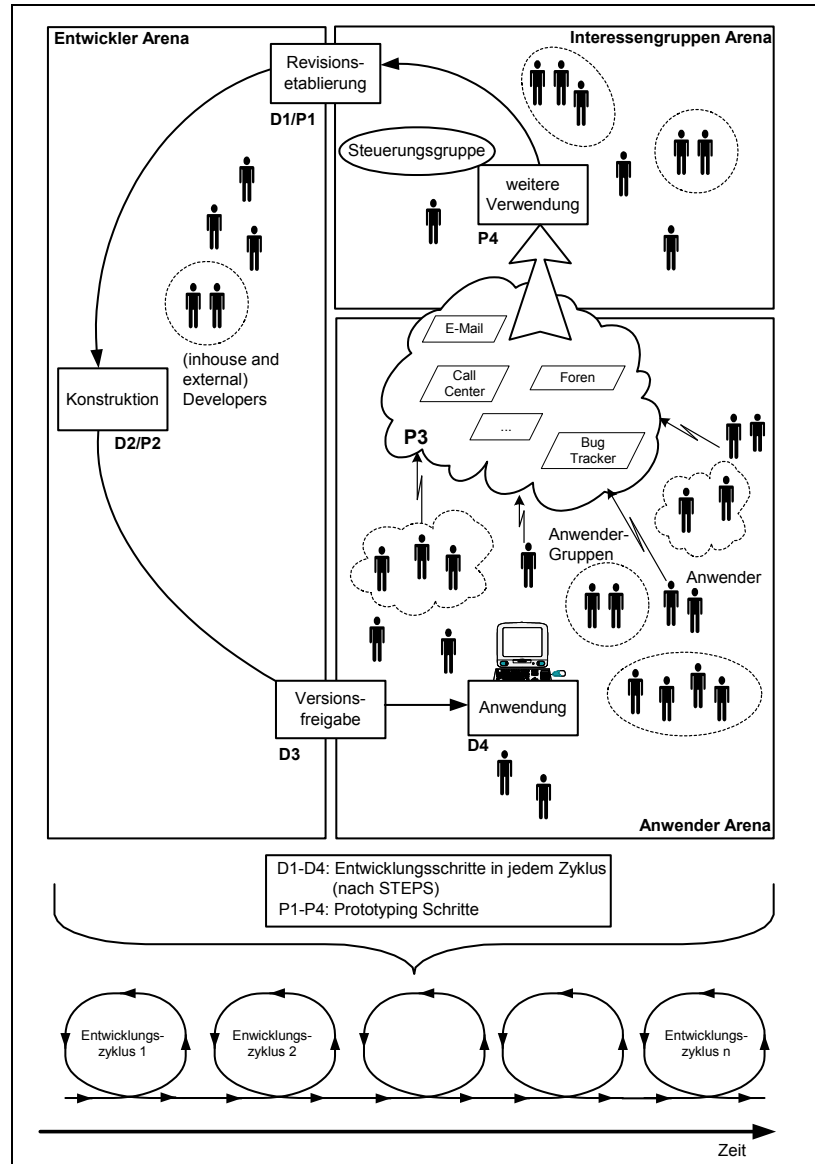 Entwickler Arena
Interessengruppen Arena
Revisions-
etablierung
D1/P1
Steuerungsgruppe
weitere
Verwendung
P4
(inhouse and
external)
Developers
Konstruktion
D2/P2
E-Mail
Call
Center
Foren
...
Bug
Tracker
P3
Anwender-
Gruppen
Anwender
Versions-
freigabe
D3
Anwendung
D4
Anwender Arena
D1-D4: Entwicklungsschritte in jedem Zyklus
(nach STEPS)
P1-P4: Prototyping Schritte
Entwicklungs-
zyklus 1
Enwicklungs-
zyklus 2
Entwicklungs-
zyklus n
Zeit